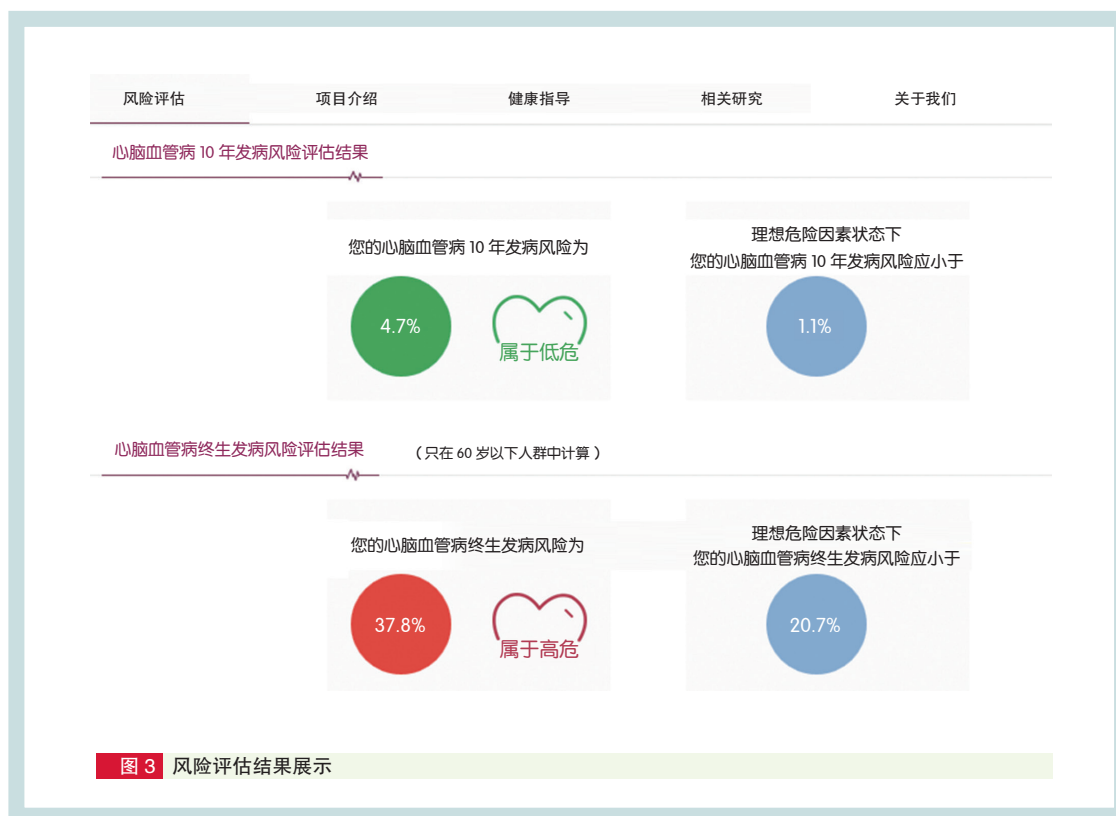 风险评估 项目介绍 健康指导 相关研究 关于我们
心脑血管病 10 年发病风险评估结果
您的心脑血管病 10 年发病风险为
理想危险因素状态下
您的心脑血管病 10 年发病风险应小于
4.7%
属于低危
1.1%
心脑血管病终生发病风险评估结果 （只在 60 岁以下人群中计算）
您的心脑血管病终生发病风险为
理想危险因素状态下
您的心脑血管病终生发病风险应小于
37.8%
属于高危
20.7%
图 3 风险评估结果展示